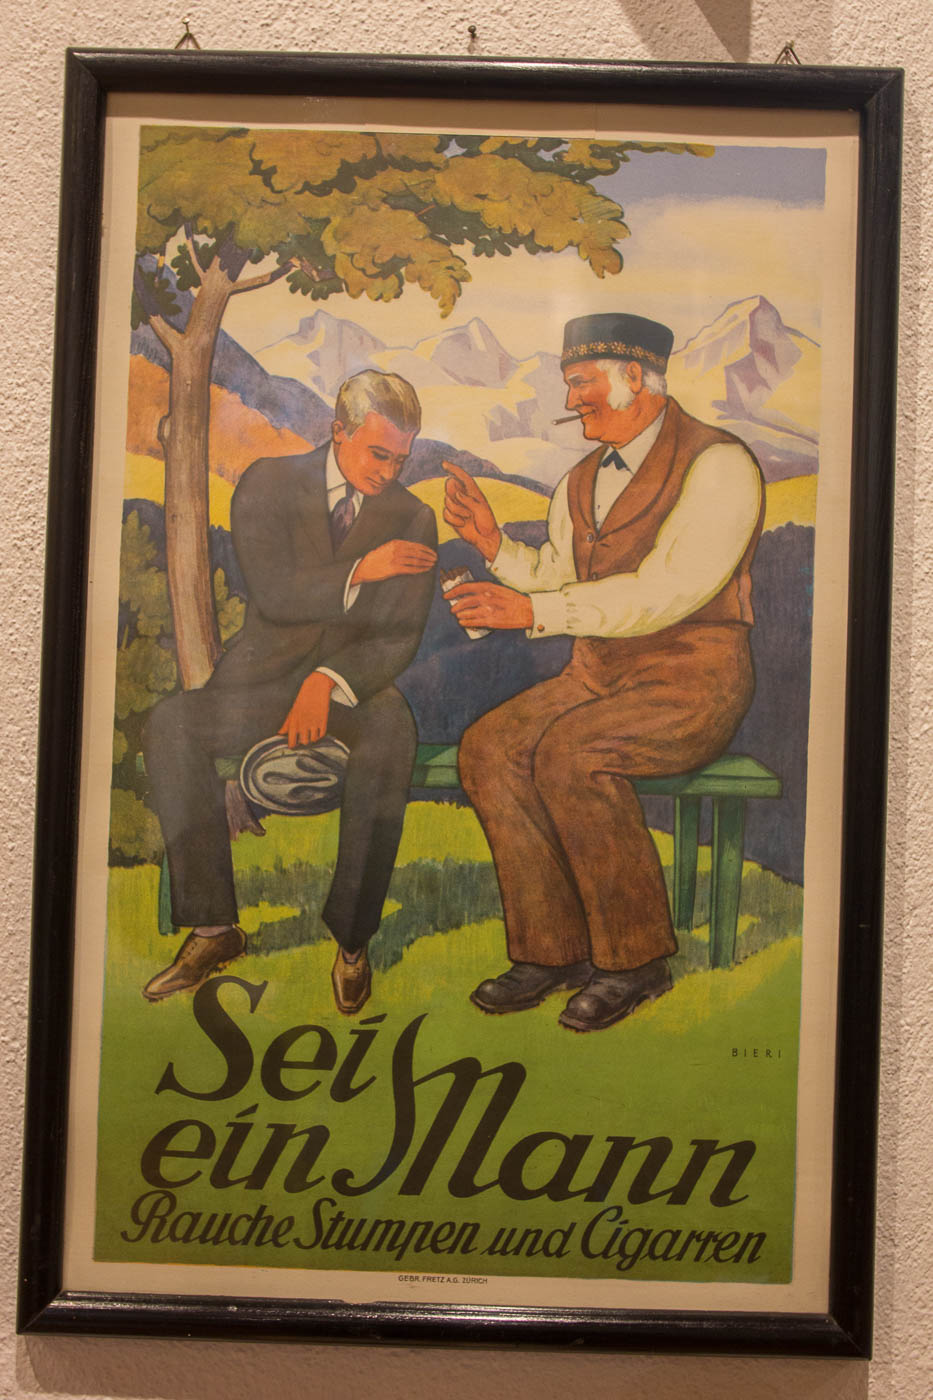 BIERI
Sei
ein Mann
Rauche Stumpen und Cigarren
GEBR. FRETZ A.G. ZÜRICH